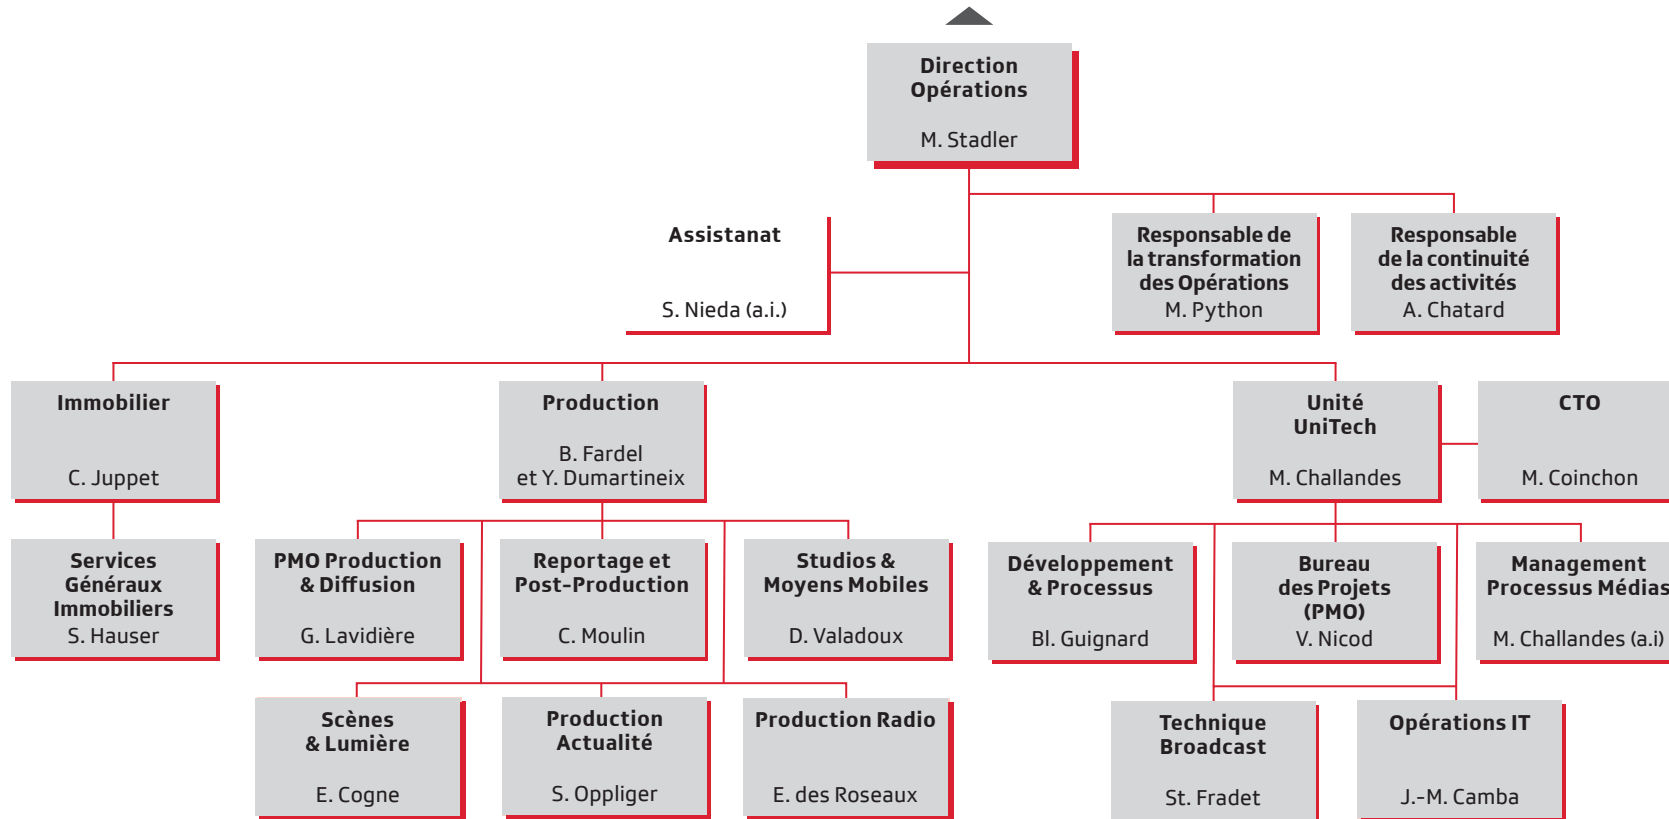 Direction
Opérations
M. Stadler
Assistanat
S. Nieda (a.i.)
Responsable de
la transformation
des Opérations
M. Python
Responsable
de la continuité
des activités
A. Chatard
Immobilier
C. Juppet
Production
B. Fardel
et Y. Dumartineix
Unité
UniTech
M. Challandes
CTO
M. Coinchon
Services
Généraux
Immobiliers
S. Hauser
PMO Production
& Diffusion
G. Lavidière
Reportage et
Post-Production
C. Moulin
Studios &
Moyens Mobiles
D. Valadoux
Développement
& Processus
Bl. Guignard
Bureau
des Projets
(PMO)
V. Nicod
Management
Processus Médias
M. Challandes (a.i)
Scènes
& Lumière
E. Cogne
Production
Actualité
S. Oppliger
Production Radio
E. des Roseaux
Technique
Broadcast
St. Fradet
Opérations IT
J.-M. Camba